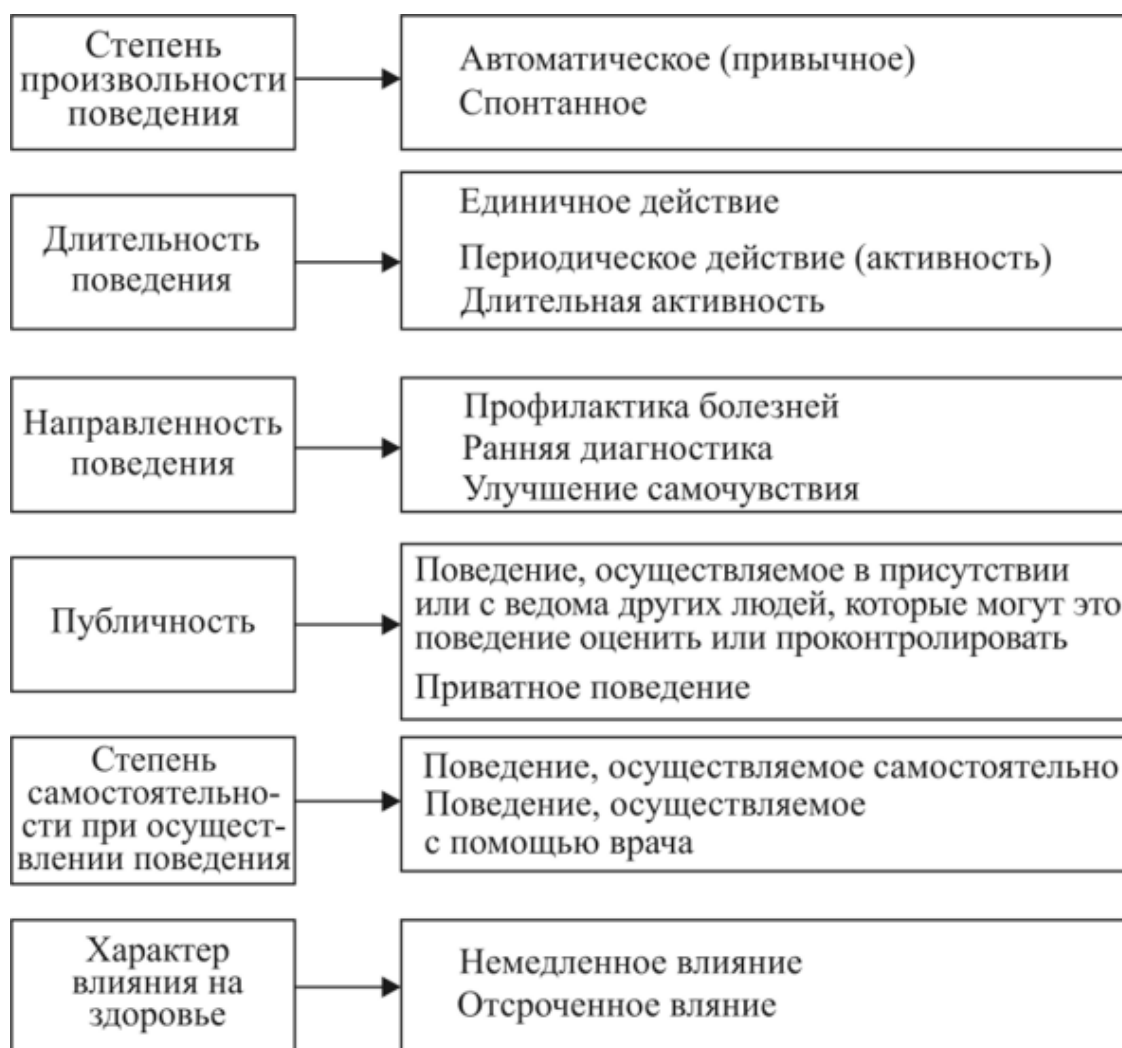 Степень
произвольности
поведения
Автоматическое (привычное)
Спонтанное
Длительность
поведения
Единичное действие
Периодическое действие (активность)
Длительная активность
Направленность
поведения
Профилактика болезней
Ранняя диагностика
Улучшение самочувствия
Публичность
Поведение, осуществляемое в присутствии
или с ведома других людей, которые могут это
поведение оценить или проконтролировать
Приватное поведение
Степень
самостоятельно-
сти при осущест-
влении поведения
Поведение, осуществляемое самостоятельно
Поведение, осуществляемое
с помощью врача
Характер
влияния на
здоровье
Немедленное влияние
Отсроченное вляние